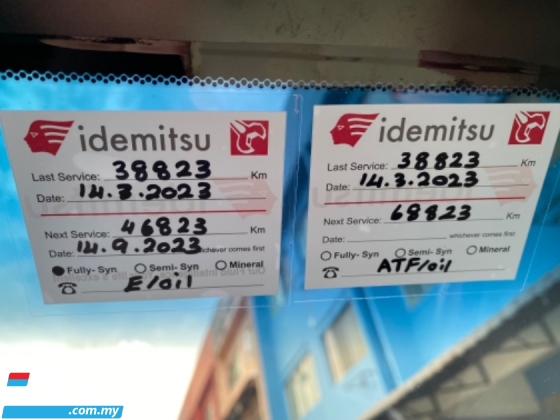 idemitsu
Last Service: 38823 Km
Date: 14.3.2023
Next Service: 46823 Km
Date: 14.9.2023 whichever comes first
Fully- Syn Semi- Syn Mineral
E/oil
idemitsu
Last Service: 38823 Km
Date: 14.3.2023
Next Service: 68823 Km
Date: whichever comes first
Fully- Syn Semi- Syn Mineral
ATF/oil
.com.my